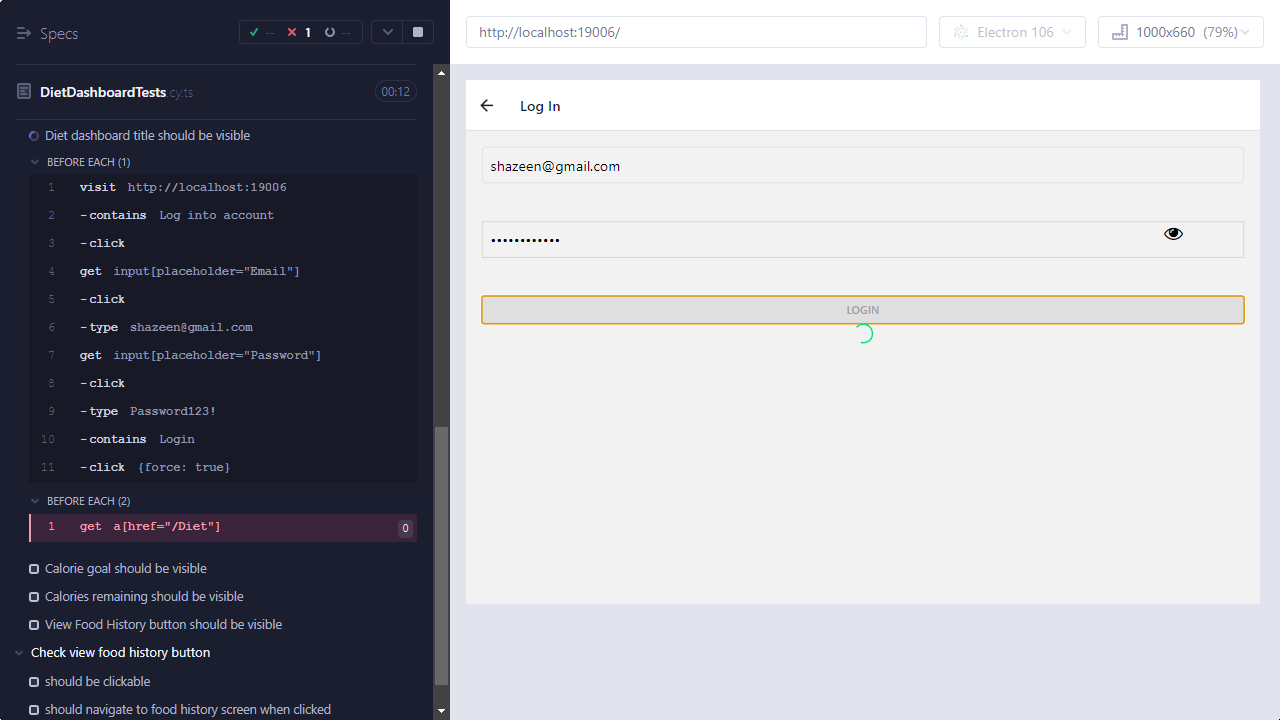 Specs
-- 1 --
DietDashboardTests.cy.ts 00:12
Diet dashboard title should be visible
BEFORE EACH (1)
1 visit http://localhost:19006
2 -contains Log into account
3 -click
4 get input[placeholder="Email"]
5 -click
6 -type shazeen@gmail.com
7 get input[placeholder="Password"]
8 -click
9 -type Password123!
10 -contains Login
11 -click {force: true}
BEFORE EACH (2)
1 get a[href="/Diet"] 0
Calorie goal should be visible
Calories remaining should be visible
View Food History button should be visible
Check view food history button
should be clickable
should navigate to food history screen when clicked
http://localhost:19006/
Electron 106
1000x660 (79%)
Log In
shazeen@gmail.com
••••••••••••
LOGIN